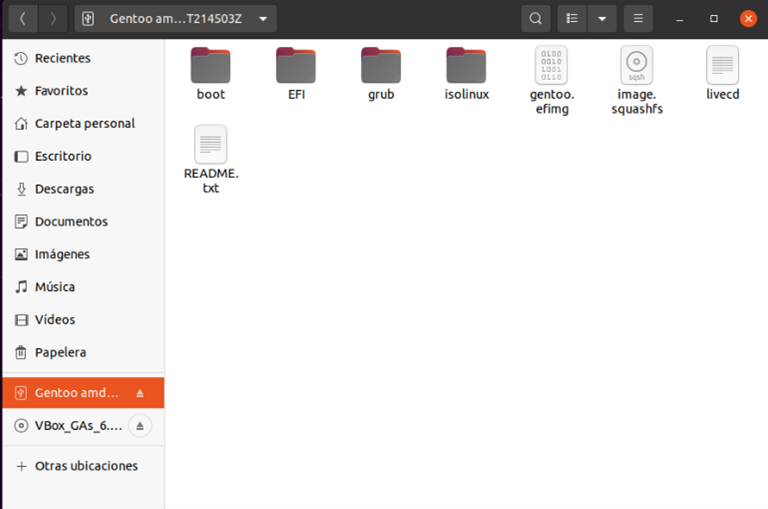 Gentoo am...T214503Z
Recientes
Favoritos
Carpeta personal
Escritorio
Descargas
Documentos
Imágenes
Música
Vídeos
Papelera
Gentoo amd...
VBox_GAs_6....
Otras ubicaciones
boot
EFI
grub
isolinux
gentoo.
efimg
image.
squashfs
livecd
README.
txt
0101
0010
1001
0110
sqsh